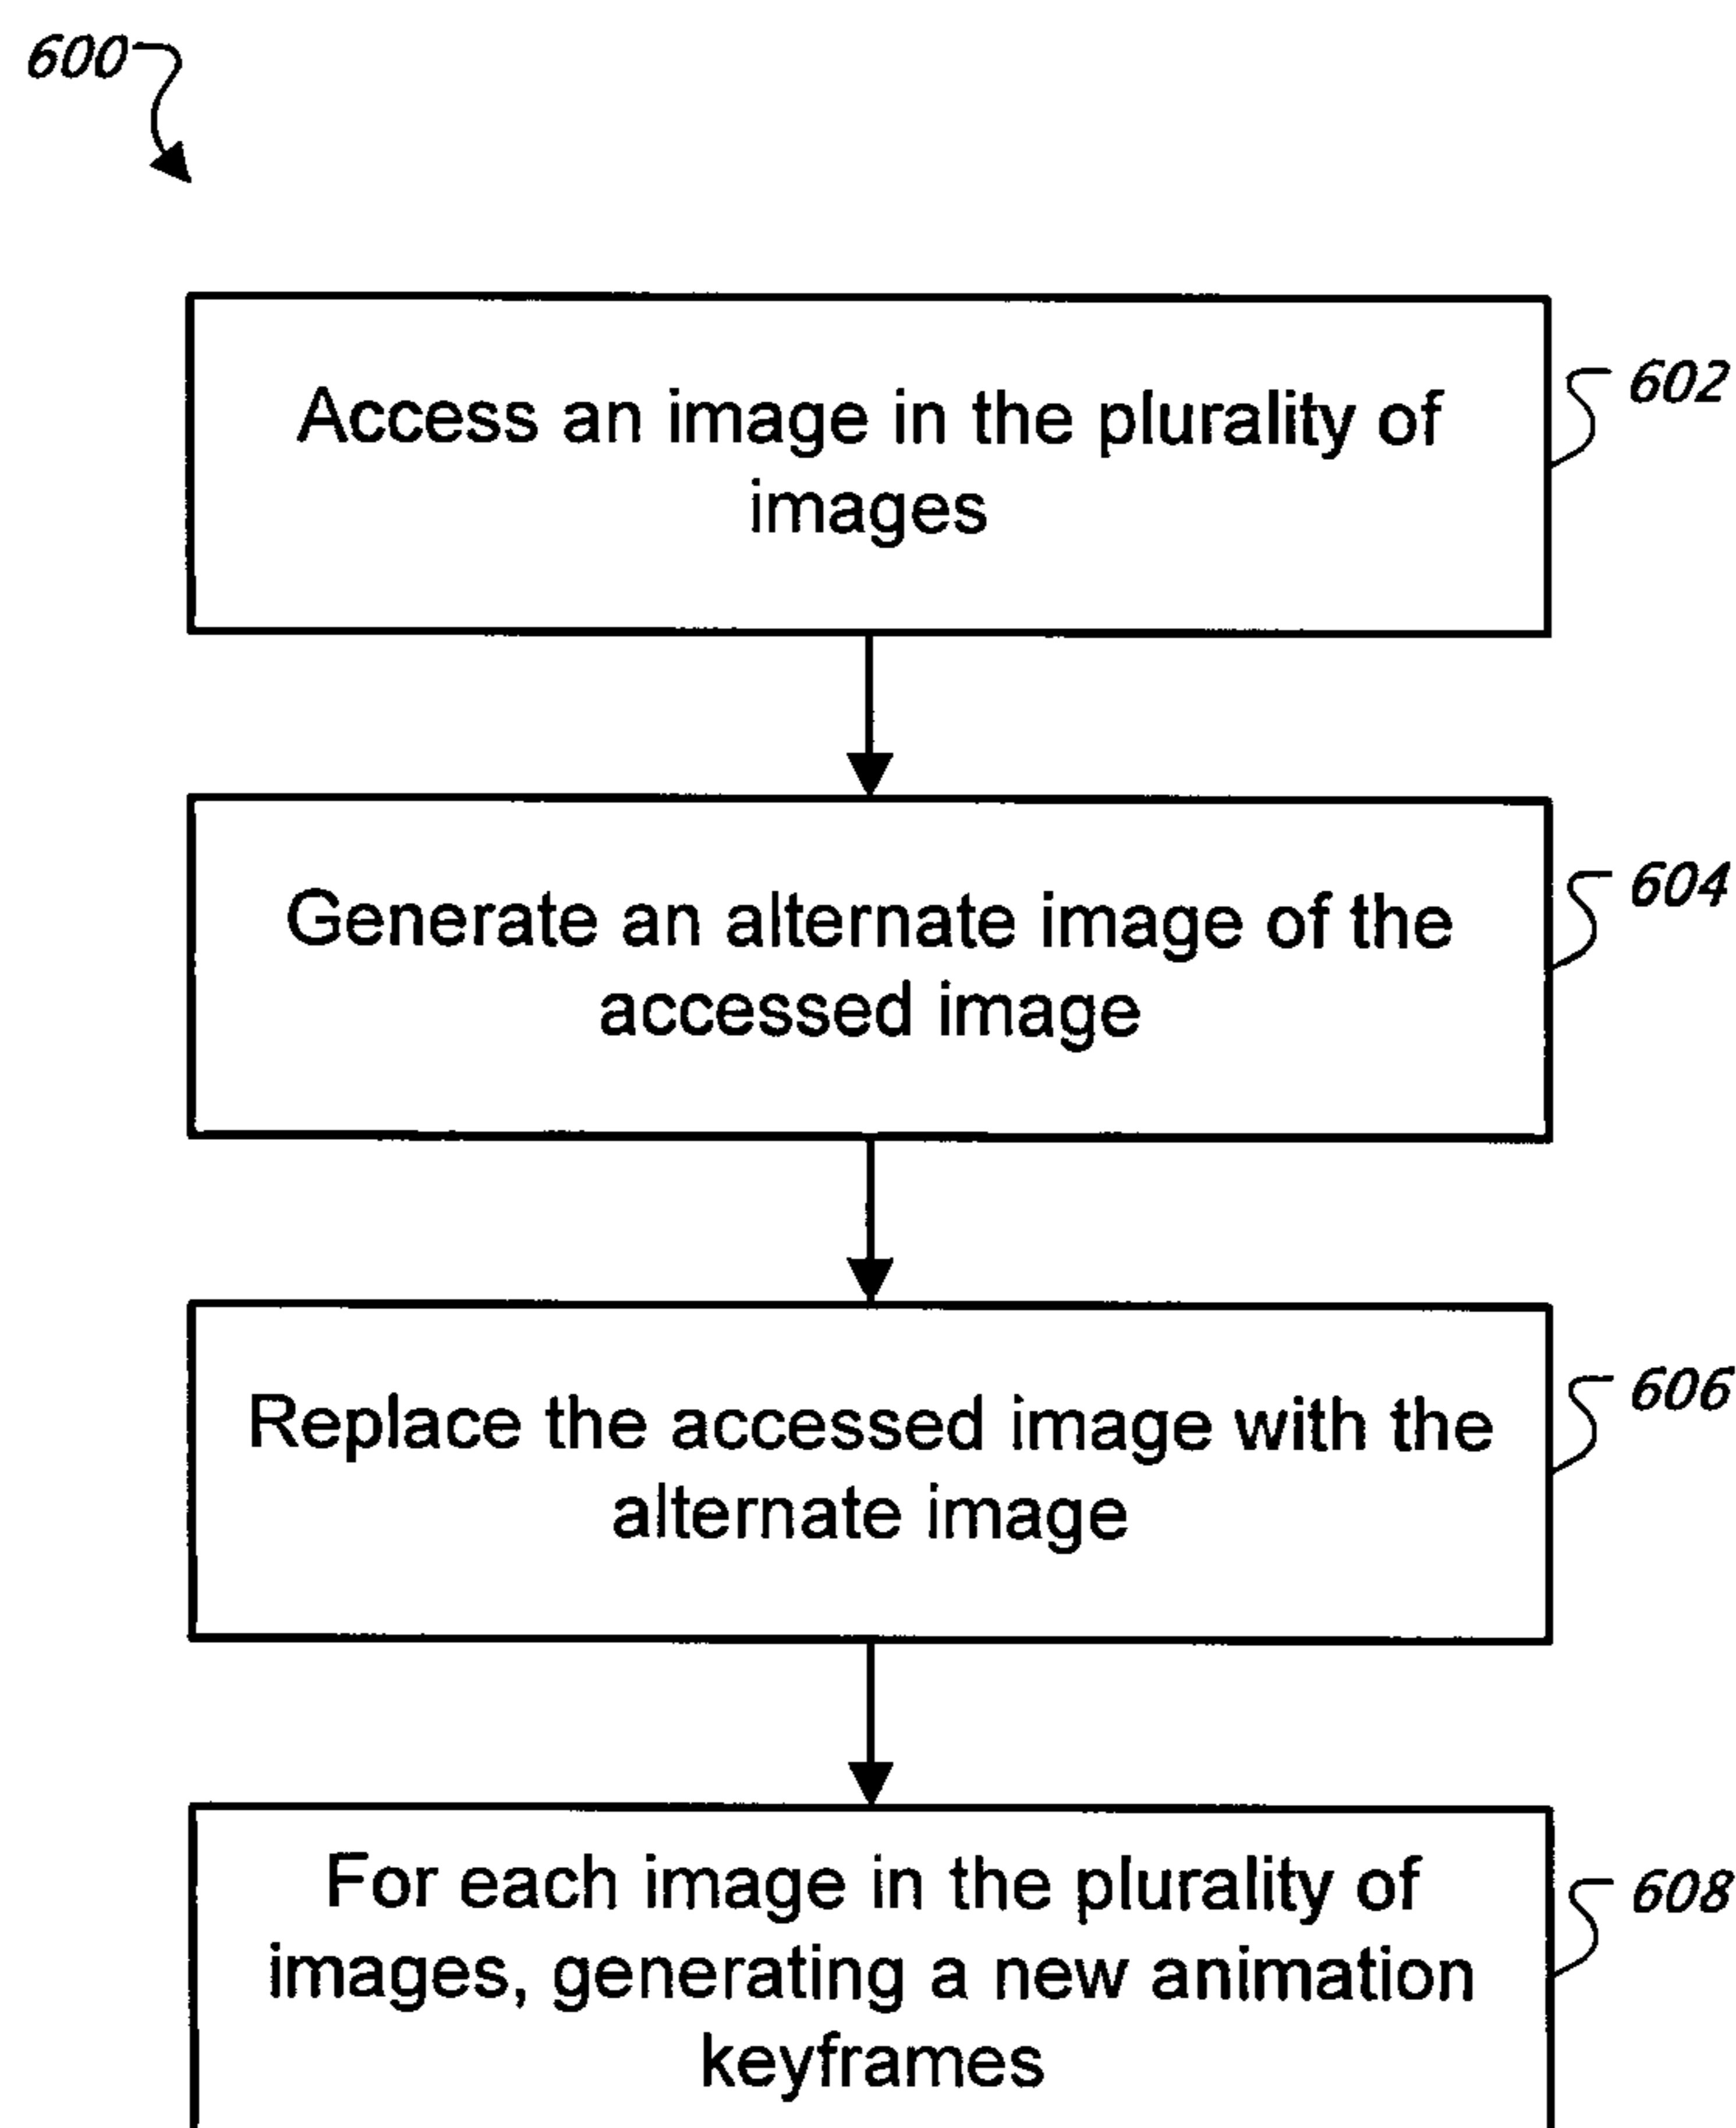 600
Access an image in the plurality of
images
602
Generate an alternate image of the
accessed image
604
Replace the accessed image with the
alternate image
606
For each image in the plurality of
images, generating a new animation
keyframes
608